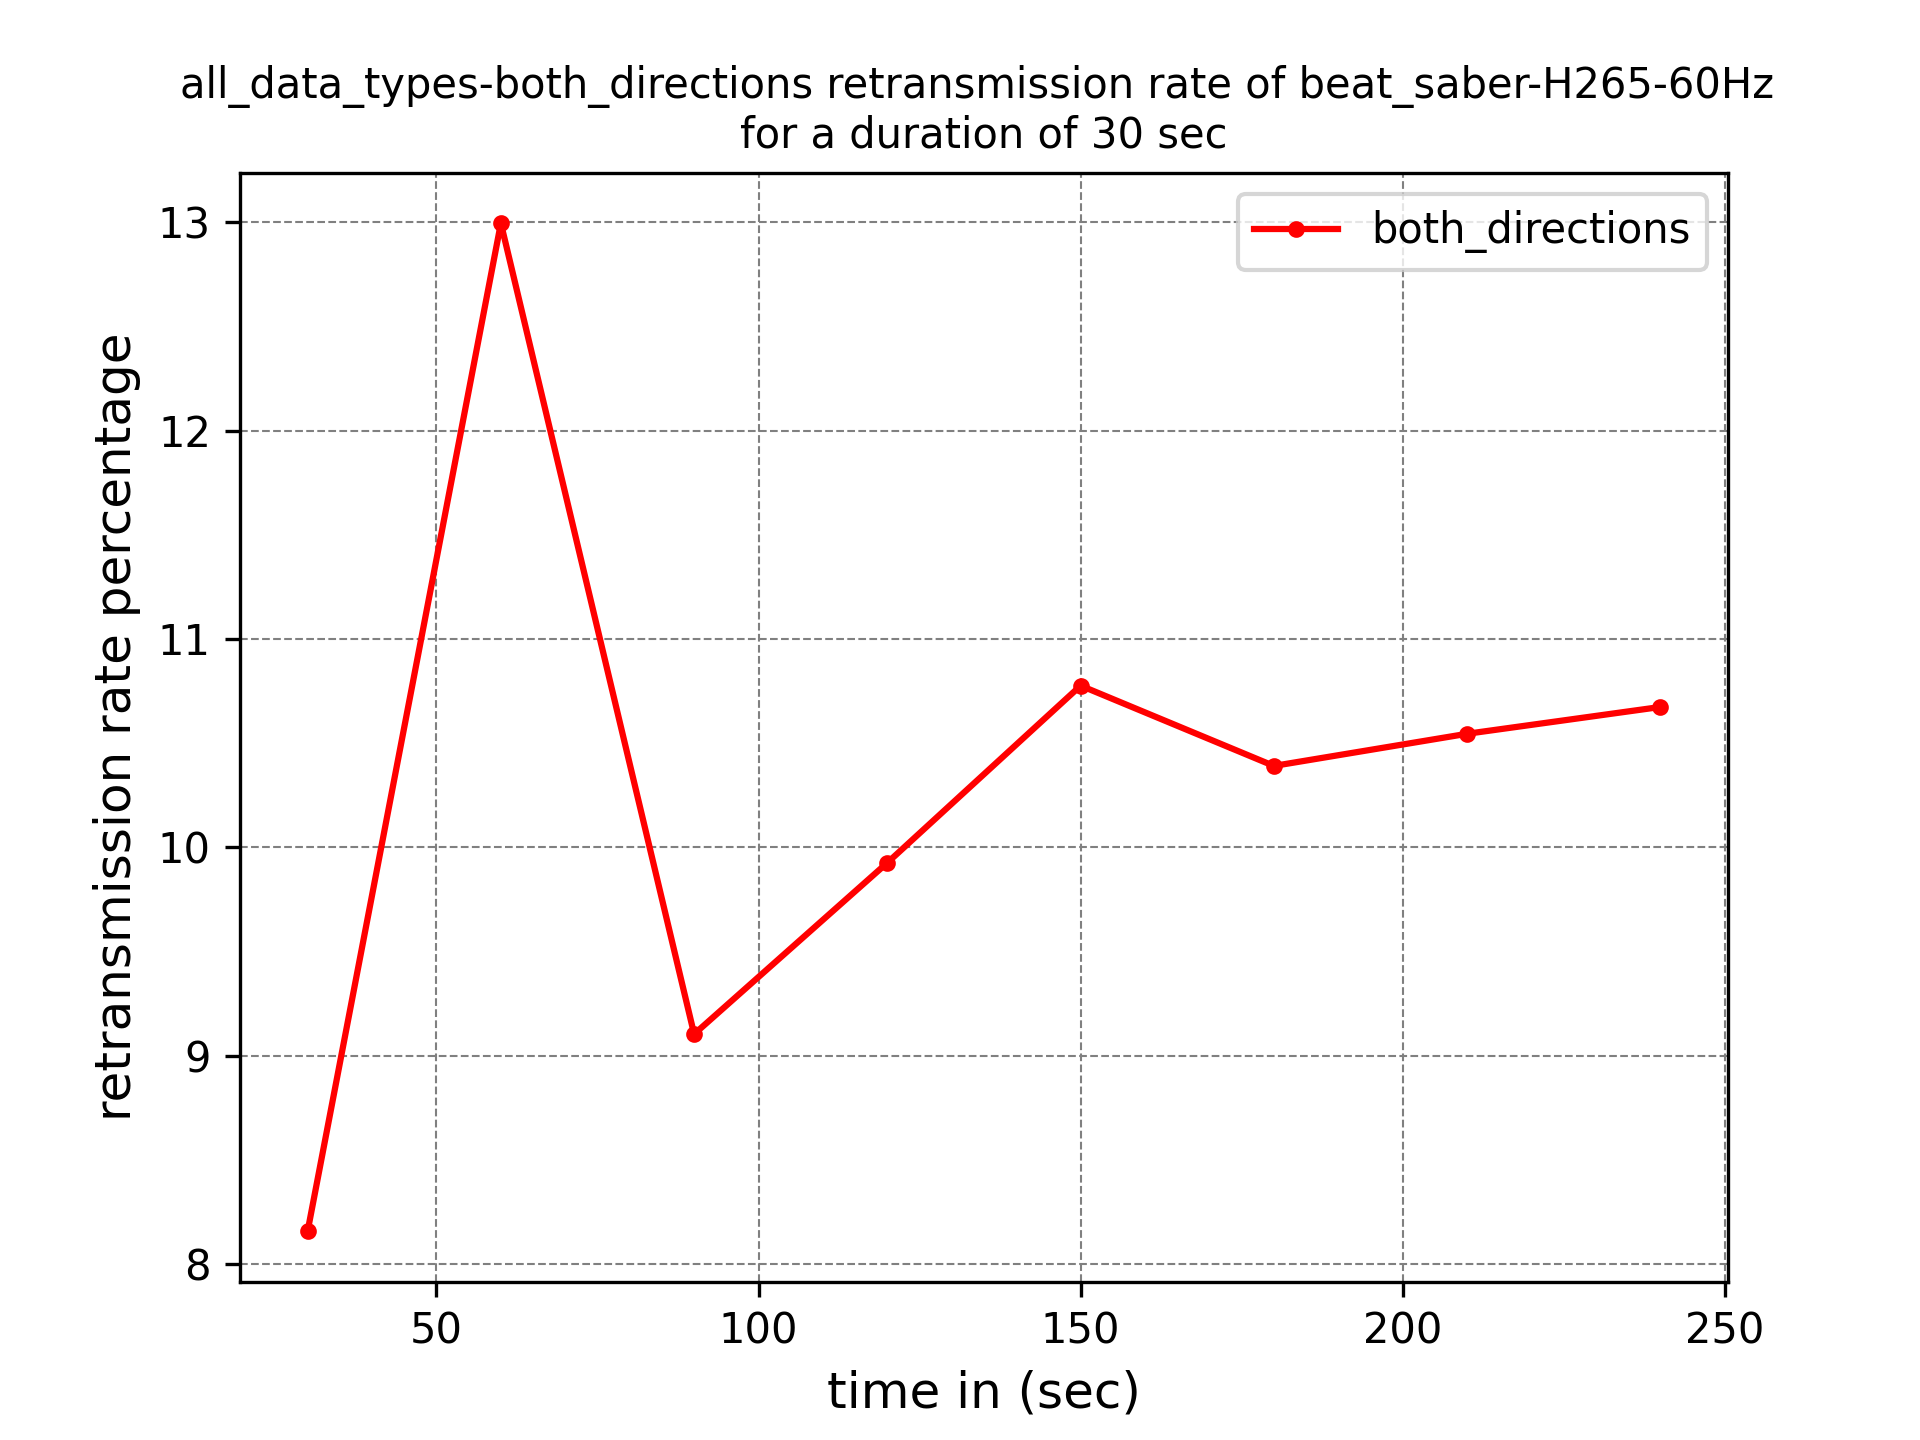 all_data_types-both_directions retransmission rate of beat_saber-H265-60Hz
for a duration of 30 sec
both_directions
retransmission rate percentage
13
12
11
10
9
8
50 100 150 200 250
time in (sec)